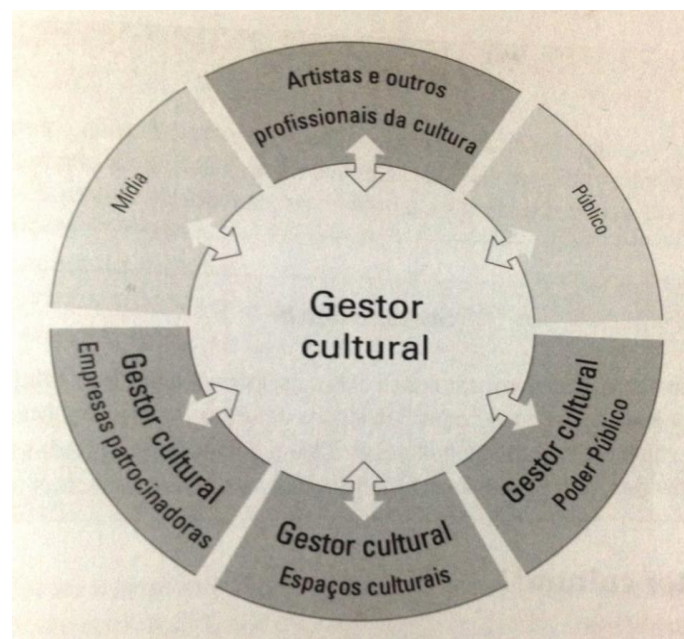 Artistas e outros
profissionais da cultura
Público
Gestor cultural
Poder Público
Gestor cultural
Espaços culturais
Gestor cultural
Empresas patrocinadoras
Mídia
Gestor
cultural